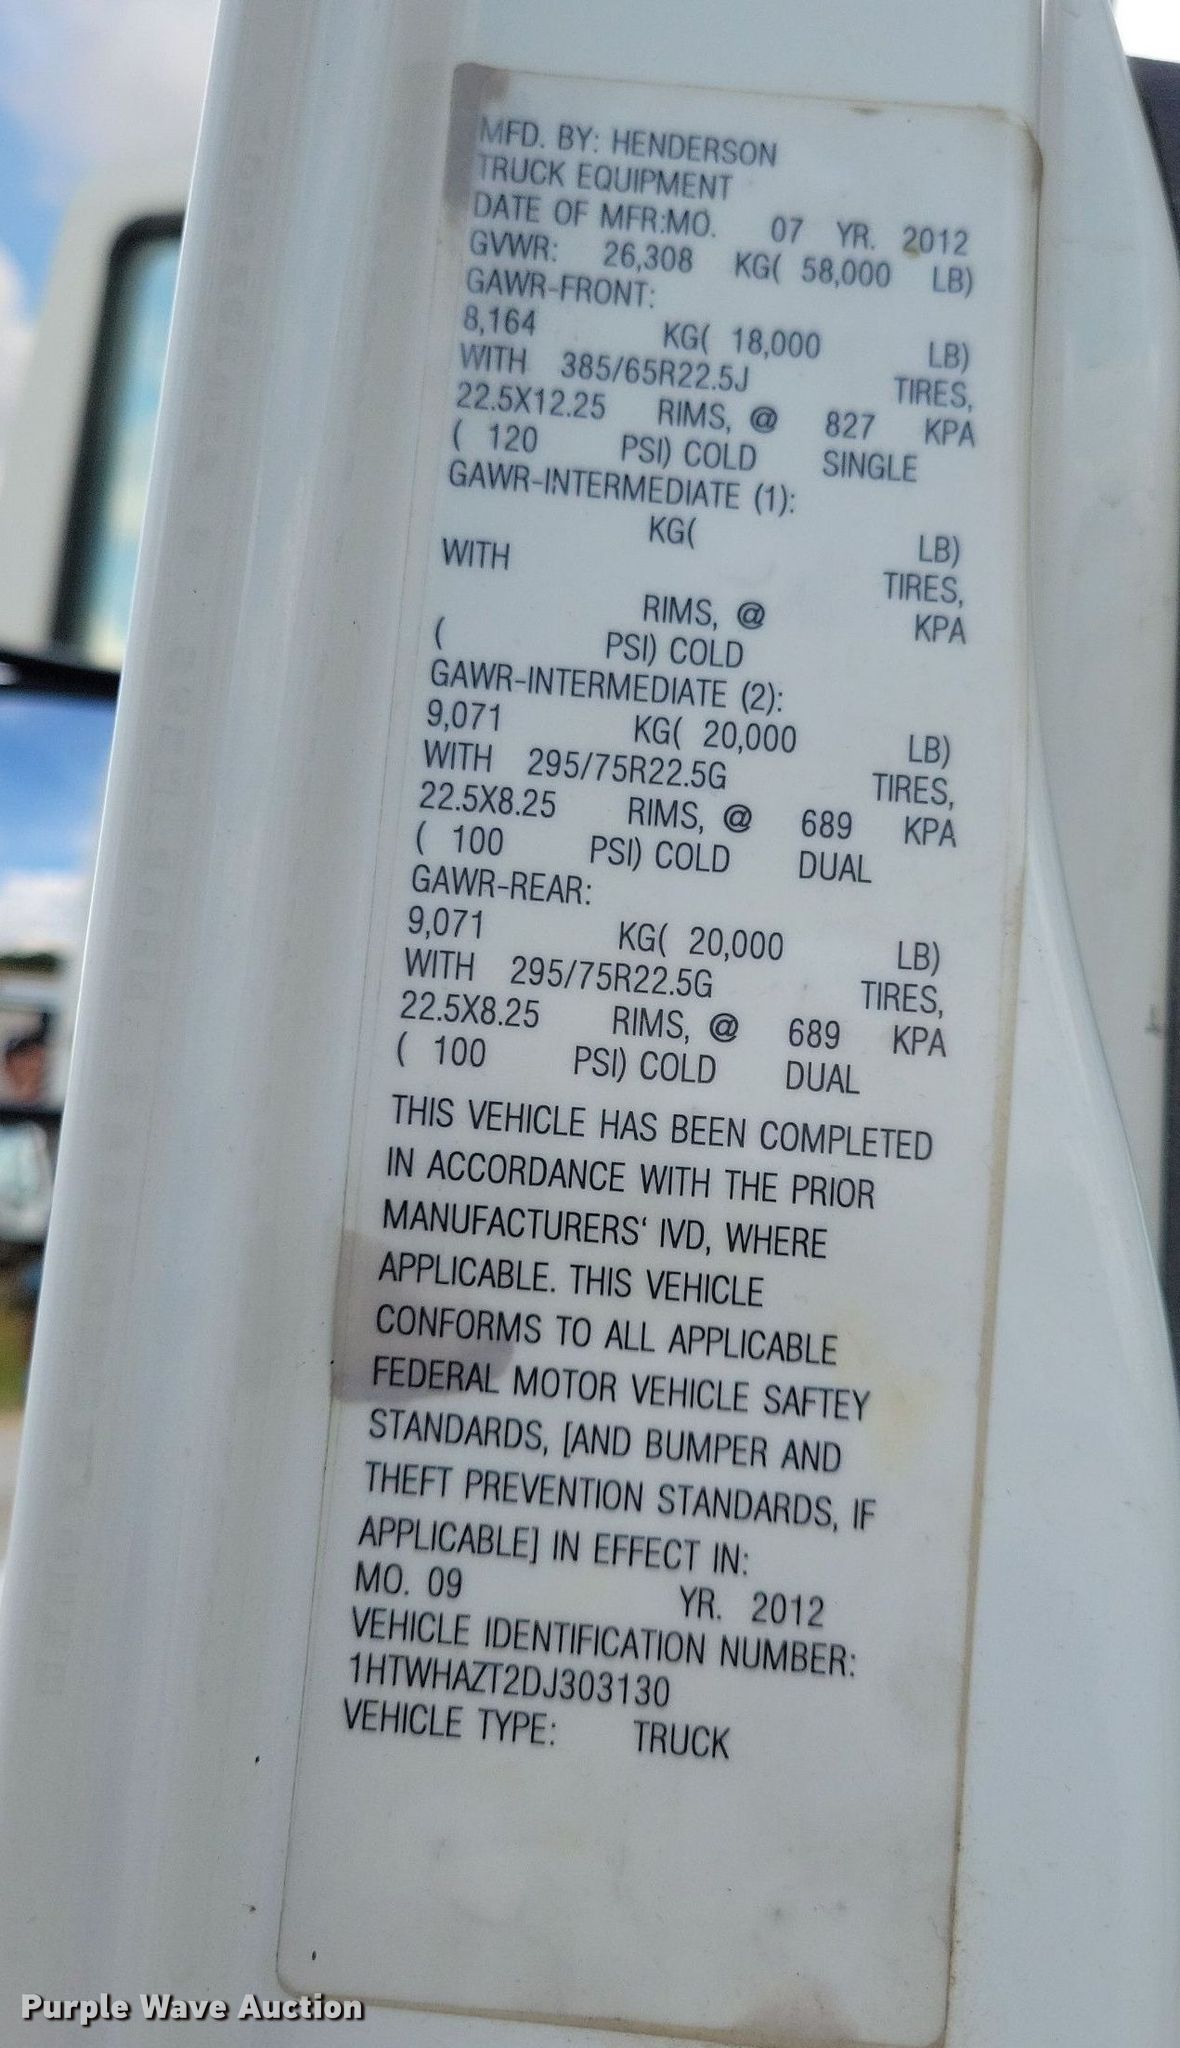 MFD. BY: HENDERSON
TRUCK EQUIPMENT
DATE OF MFR:MO. 07 YR. 2012
GVWR: 26,308 KG( 58,000 LB)
GAWR-FRONT:
8,164 KG( 18,000 LB)
WITH 385/65R22.5J TIRES,
22.5X12.25 RIMS, @ 827 KPA
( 120 PSI) COLD SINGLE
GAWR-INTERMEDIATE (1):
KG( LB)
WITH TIRES,
RIMS, @ KPA
( PSI) COLD
GAWR-INTERMEDIATE (2):
9,071 KG( 20,000 LB)
WITH 295/75R22.5G TIRES,
22.5X8.25 RIMS, @ 689 KPA
( 100 PSI) COLD DUAL
GAWR-REAR:
9,071 KG( 20,000 LB)
WITH 295/75R22.5G TIRES,
22.5X8.25 RIMS, @ 689 KPA
( 100 PSI) COLD DUAL
THIS VEHICLE HAS BEEN COMPLETED
IN ACCORDANCE WITH THE PRIOR
MANUFACTURERS' IVD, WHERE
APPLICABLE. THIS VEHICLE
CONFORMS TO ALL APPLICABLE
FEDERAL MOTOR VEHICLE SAFTEY
STANDARDS, [AND BUMPER AND
THEFT PREVENTION STANDARDS, IF
APPLICABLE] IN EFFECT IN:
MO. 09 YR. 2012
VEHICLE IDENTIFICATION NUMBER:
1HTWHAZT2DJ303130
VEHICLE TYPE: TRUCK
Purple Wave Auction